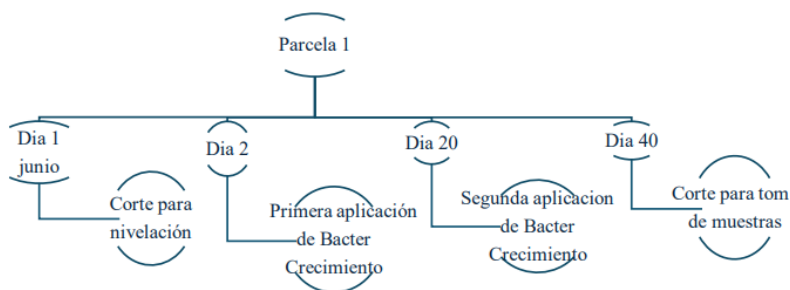 Parcela 1
Dia 1
junio
Corte para
nivelación
Dia 2
Primera aplicación
de Bacter
Crecimiento
Dia 20
Segunda aplicacion
de Bacter
Crecimiento
Dia 40
Corte para tom
de muestras